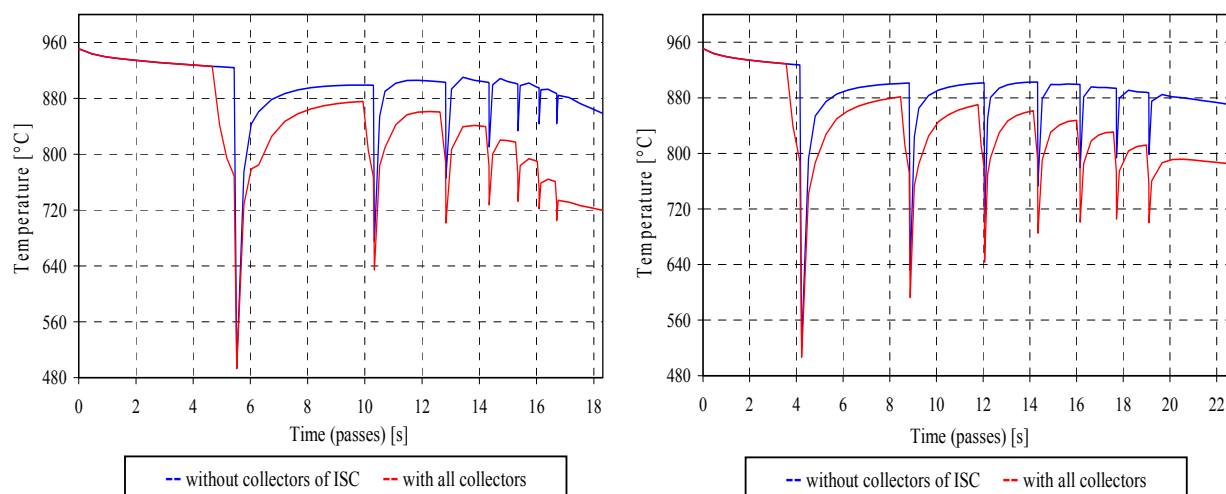 960
880
800
720
640
560
480
Temperature [°C]
0 2 4 6 8 10 12 14 16 18
Time (passes) [s]
without collectors of ISC with all collectors
960
880
800
720
640
560
480
Temperature [°C]
0 2 4 6 8 10 12 14 16 18 20 22
Time (passes) [s]
without collectors of ISC with all collectors